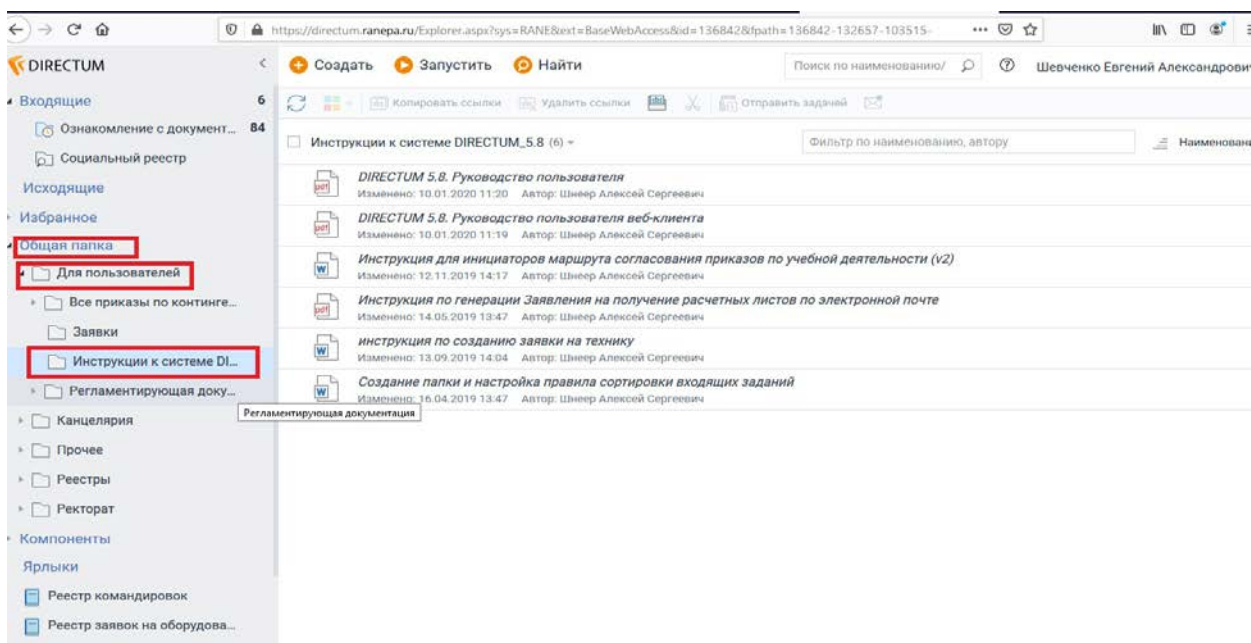 https://directum.ranepa.ru/Explorer.aspx?sys=RANE&ext=BaseWebAccess&id=136842&fpath=136842-132657-103515-
DIRECTUM
Создать Запустить Найти Поиск по наименованию/ Шевченко Евгений Александрович
Входящие 6
Копировать ссылки Удалить ссылки Отправить задачей
Ознакомление с документ... 84
Инструкции к системе DIRECTUM_5.8 (6) Фильтр по наименованию, автору Наименовани
Социальный реестр
Исходящие
Избранное
Общая папка
Для пользователей
Все приказы по континге...
Заявки
Инструкции к системе DI...
Регламентирующая доку...
Регламентирующая документация
Канцелярия
Прочее
Реестры
Ректорат
Компоненты
Ярлыки
Реестр командировок
Реестр заявок на оборудова...
DIRECTUM 5.8. Руководство пользователя
Изменено: 10.01.2020 11:20 Автор: Шнеер Алексей Сергеевич
DIRECTUM 5.8. Руководство пользователя веб-клиента
Изменено: 10.01.2020 11:19 Автор: Шнеер Алексей Сергеевич
Инструкция для инициаторов маршрута согласования приказов по учебной деятельности (v2)
Изменено: 12.11.2019 14:17 Автор: Шнеер Алексей Сергеевич
Инструкция по генерации Заявления на получение расчетных листов по электронной почте
Изменено: 14.05.2019 13:47 Автор: Шнеер Алексей Сергеевич
инструкция по созданию заявки на технику
Изменено: 13.09.2019 14:04 Автор: Шнеер Алексей Сергеевич
Создание папки и настройка правила сортировки входящих заданий
Изменено: 16.04.2019 13:47 Автор: Шнеер Алексей Сергеевич